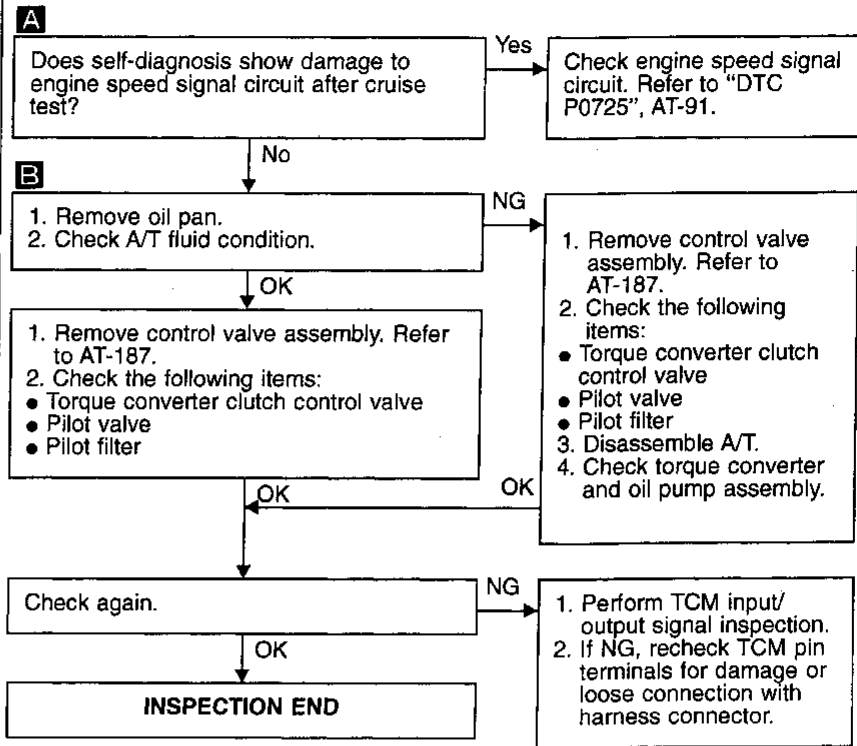 A
Does self-diagnosis show damage to
engine speed signal circuit after cruise
test?
Yes
Check engine speed signal
circuit. Refer to “DTC
P0725”, AT-91.
No
B
1. Remove oil pan.
2. Check A/T fluid condition.
NG
1. Remove control valve
assembly. Refer to
AT-187.
2. Check the following
items:
● Torque converter clutch
control valve
● Pilot valve
● Pilot filter
3. Disassemble A/T.
4. Check torque converter
and oil pump assembly.
OK
1. Remove control valve assembly. Refer
to AT-187.
2. Check the following items:
● Torque converter clutch control valve
● Pilot valve
● Pilot filter
OK
OK
Check again.
NG
1. Perform TCM input/
output signal inspection.
2. If NG, recheck TCM pin
terminals for damage or
loose connection with
harness connector.
OK
INSPECTION END